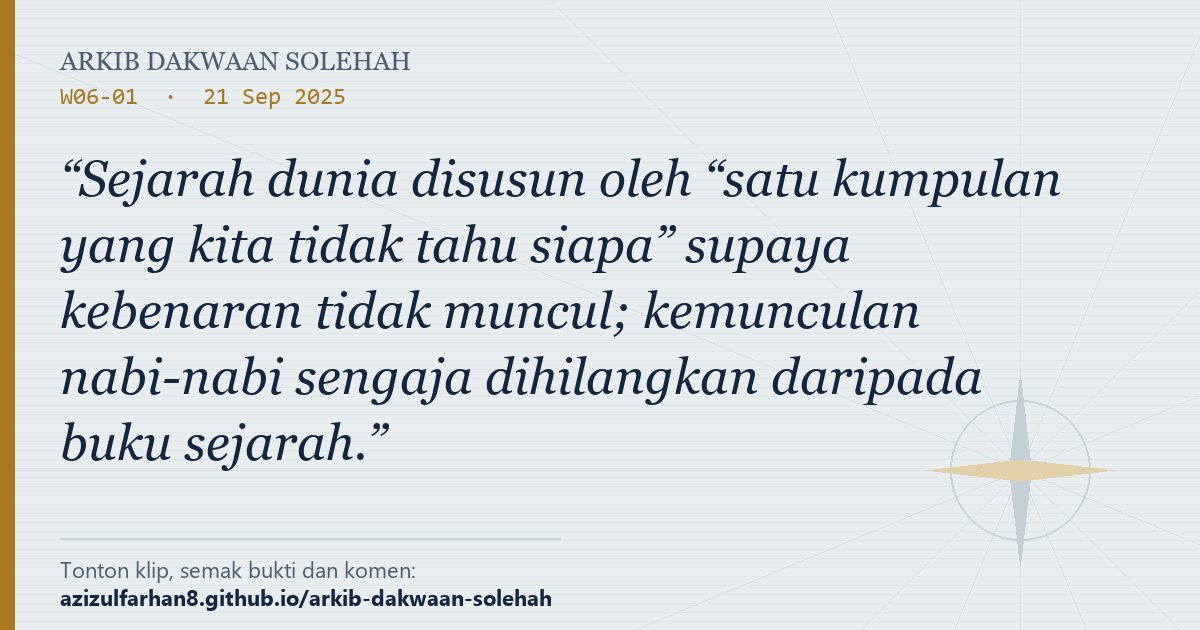 ARKIB DAKWAAN SOLEHAH
W06-01 · 21 Sep 2025
“Sejarah dunia disusun oleh “satu kumpulan
yang kita tidak tahu siapa” supaya
kebenaran tidak muncul; kemunculan
nabi-nabi sengaja dihilangkan daripada
buku sejarah.”
Tonton klip, semak bukti dan komen:
azizulfarhan8.github.io/arkib-dakwaan-solehah